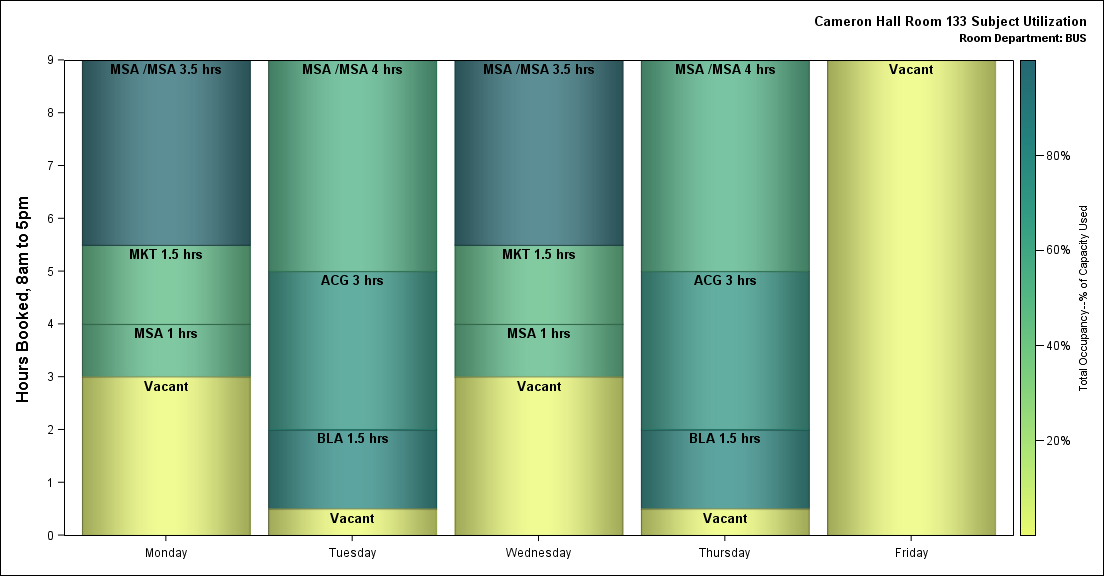 Cameron Hall Room 133 Subject Utilization
Room Department: BUS
Hours Booked, 8am to 5pm
9
8
7
6
5
4
3
2
1
0
MSA /MSA 3.5 hrs
MKT 1.5 hrs
MSA 1 hrs
Vacant
MSA /MSA 4 hrs
ACG 3 hrs
BLA 1.5 hrs
Vacant
MSA /MSA 3.5 hrs
MKT 1.5 hrs
MSA 1 hrs
Vacant
MSA /MSA 4 hrs
ACG 3 hrs
BLA 1.5 hrs
Vacant
Vacant
Monday
Tuesday
Wednesday
Thursday
Friday
80%
60%
40%
20%
Total Occupancy--% of Capacity Used